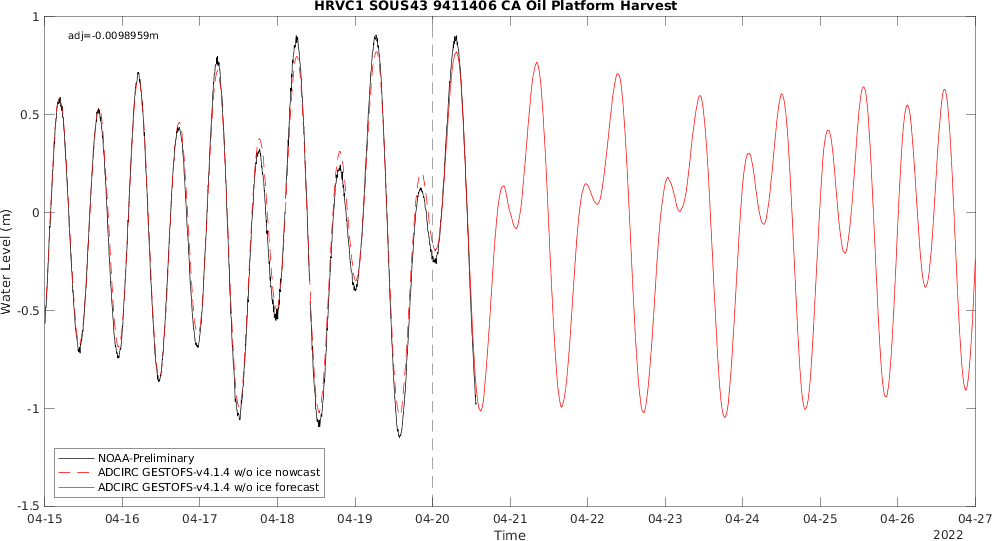 HRVC1 SOUS43 9411406 CA Oil Platform Harvest
adj=-0.0098959m
1
0.5
0
-0.5
-1
-1.5
Water Level (m)
NOAA-Preliminary
ADCIRC GESTOFS-v4.1.4 w/o ice nowcast
ADCIRC GESTOFS-v4.1.4 w/o ice forecast
04-15 04-16 04-17 04-18 04-19 04-20 04-21 04-22 04-23 04-24 04-25 04-26 04-27
Time
2022